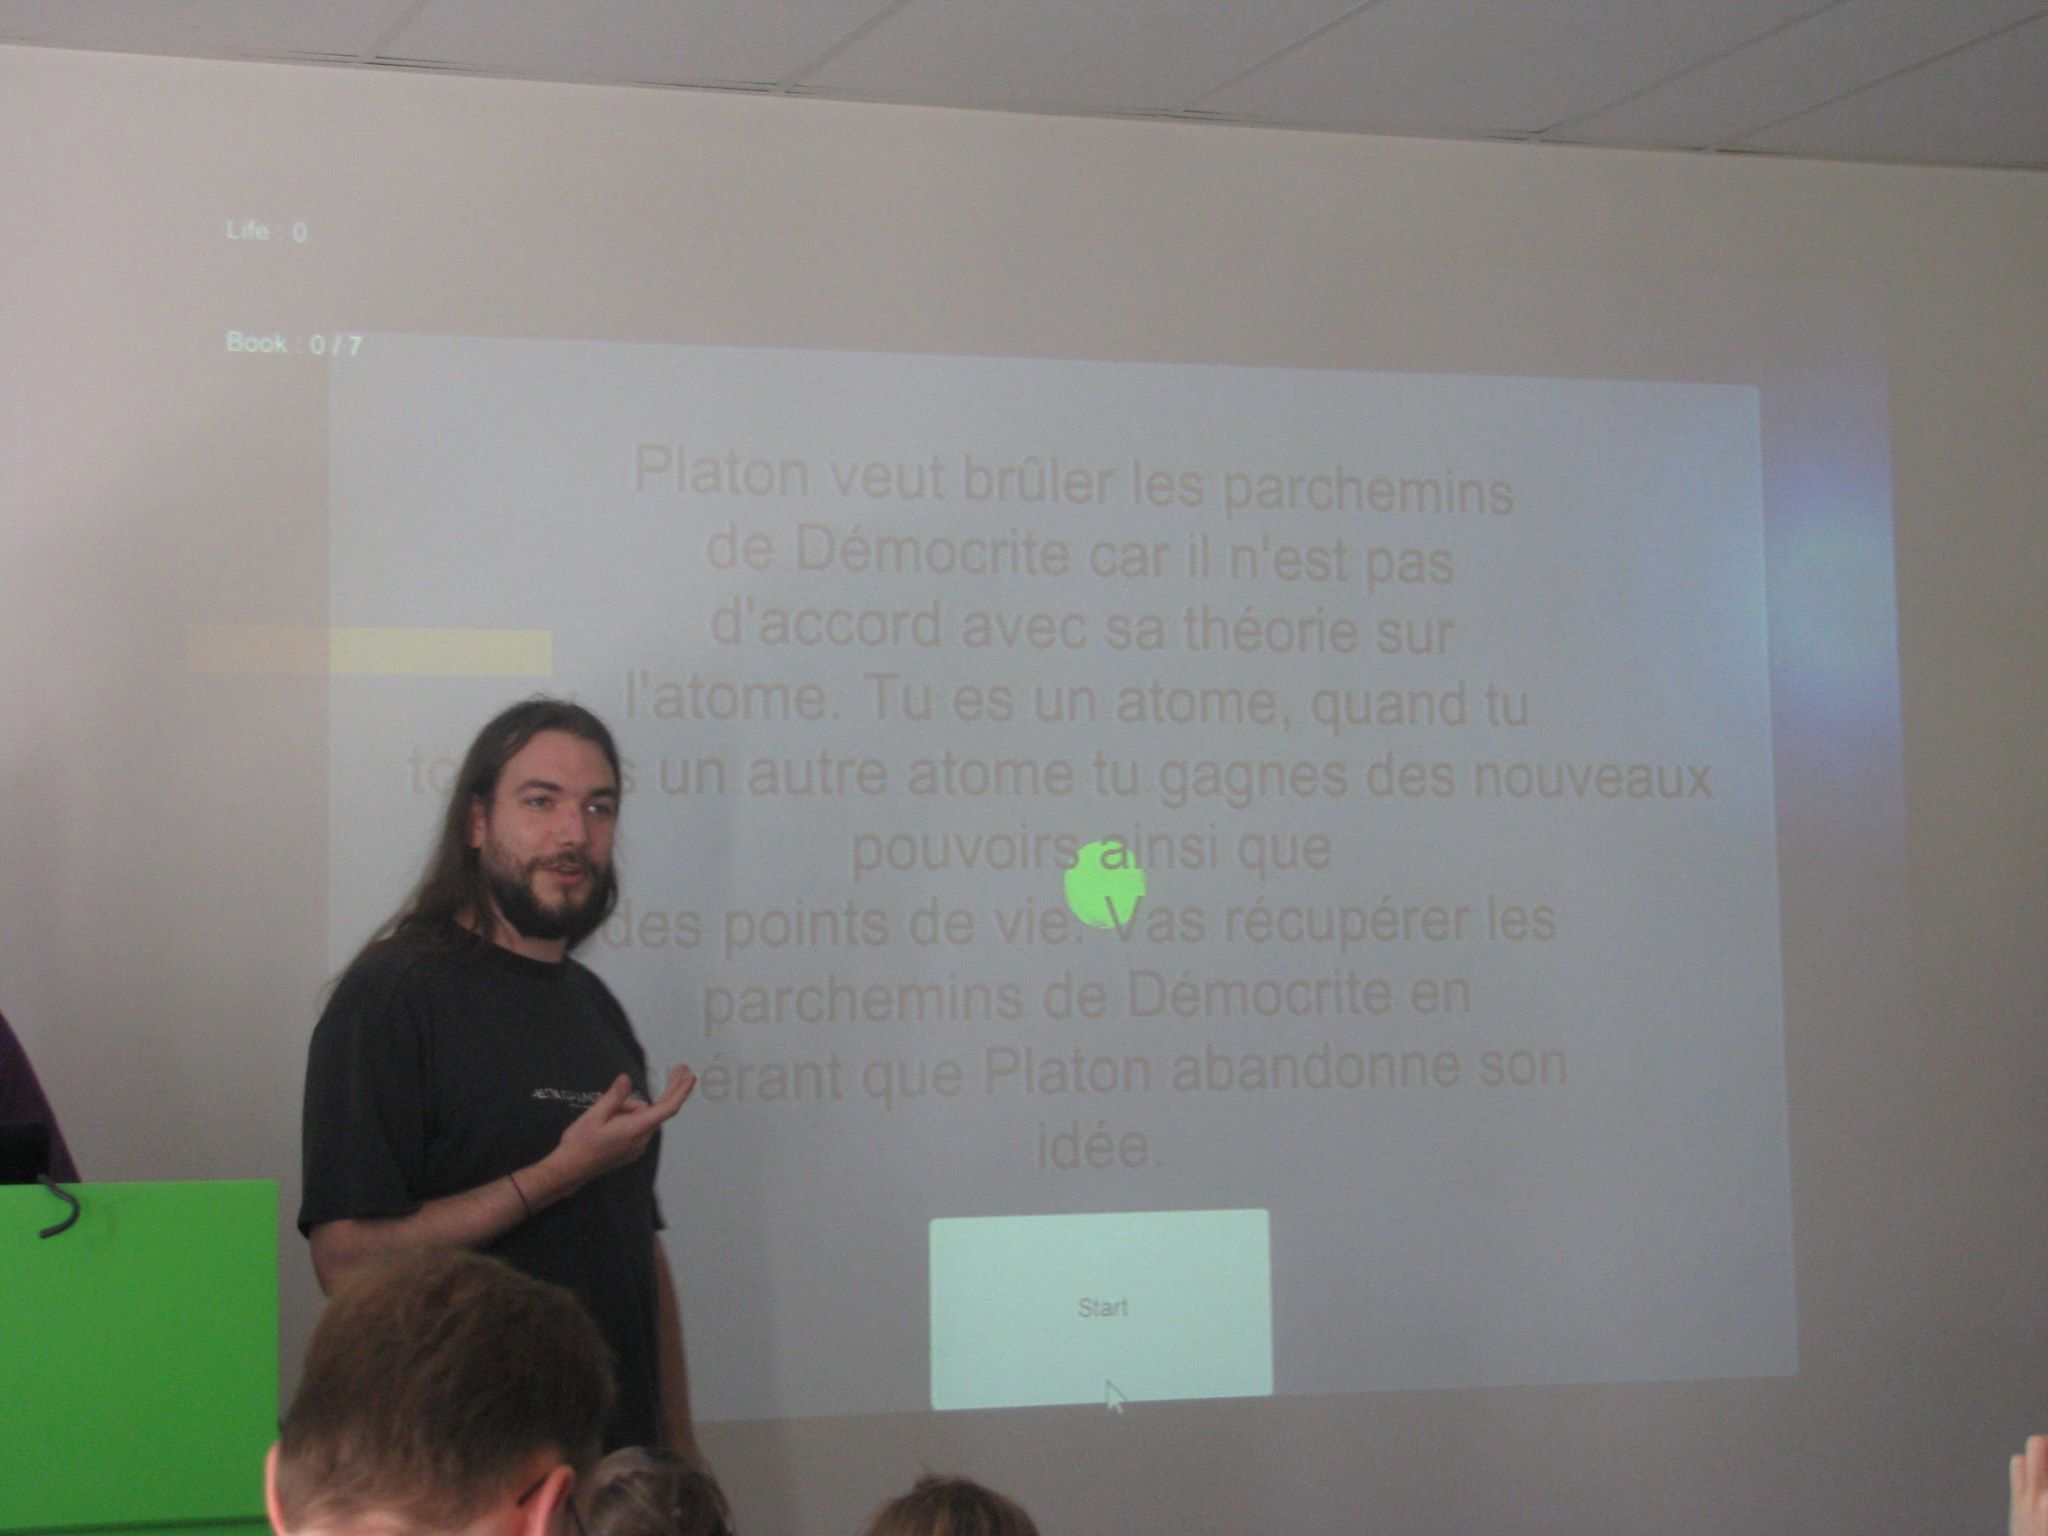 Life : 0
Book : 0 / 7
Platon veut brûler les parchemins
de Démocrite car il n'est pas
d'accord avec sa théorie sur
l'atome. Tu es un atome, quand tu
un autre atome tu gagnes des nouveaux
pouvoirs ainsi que
des points de vie. Vas récupérer les
parchemins de Démocrite en
que Platon abandonne son
idée.
Start